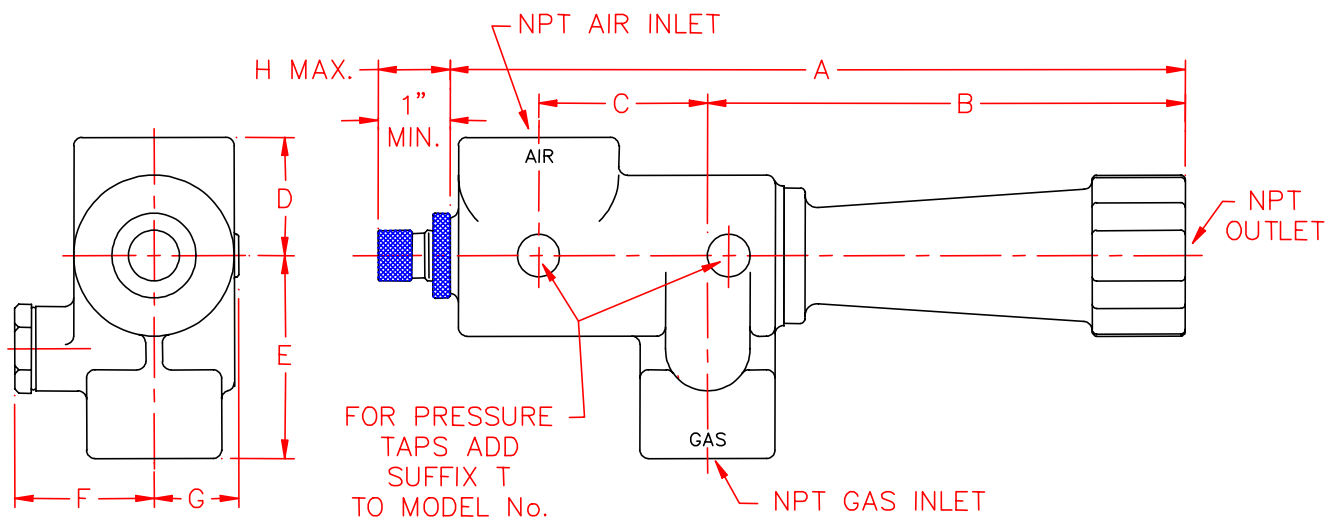 NPT AIR INLET
H MAX.
A
1”
MIN.
C
B
AIR
D
NPT
OUTLET
E
FOR PRESSURE
TAPS ADD
SUFFIX T
TO MODEL No.
GAS
F
G
NPT GAS INLET